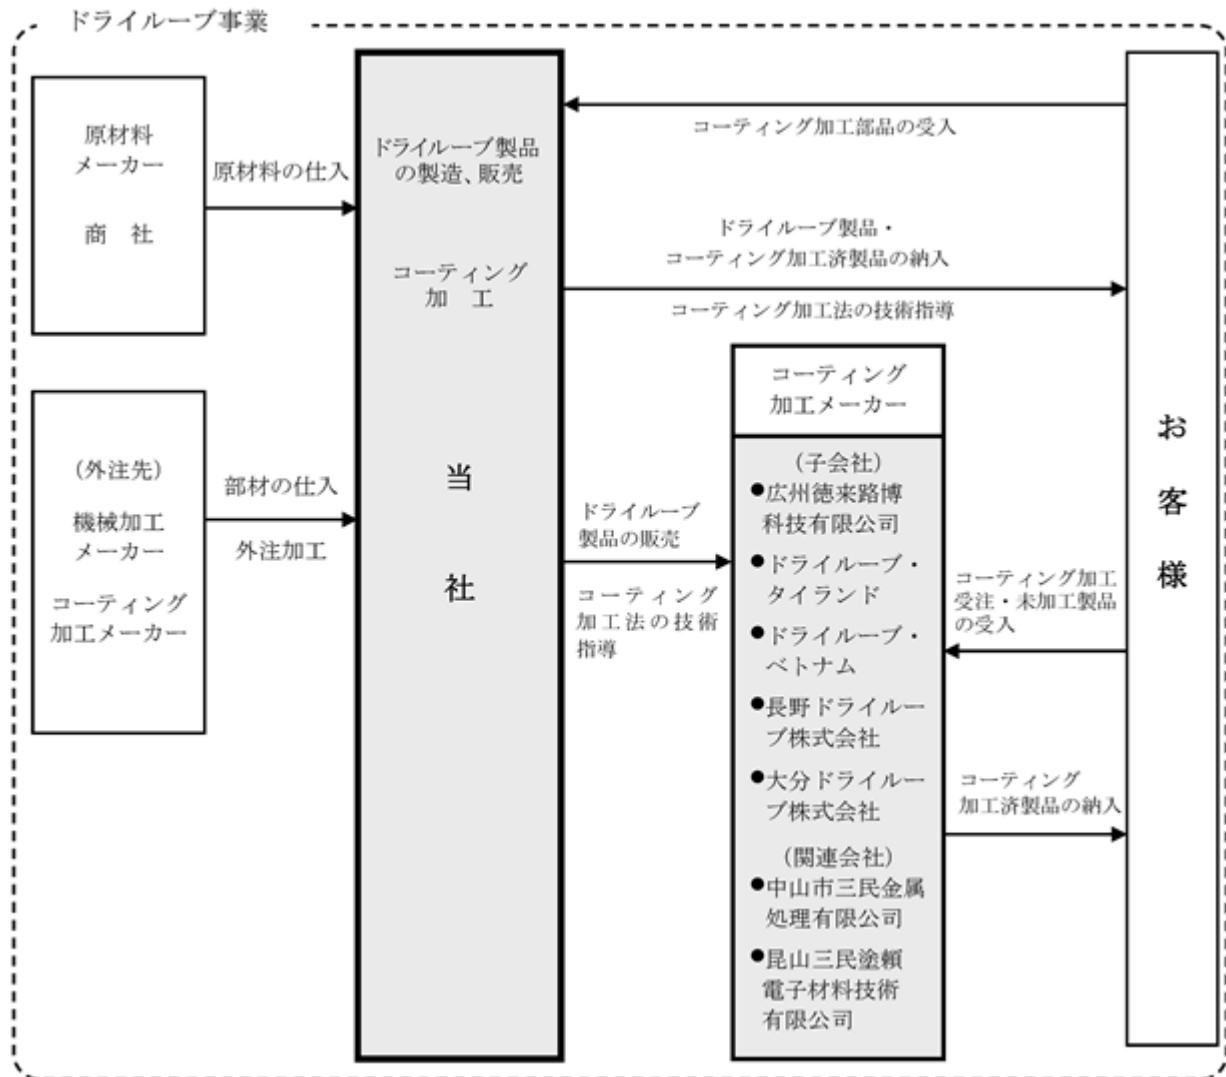 ドライルーブ事業
原材料
メーカー
商　社
原材料の仕入
(外注先)
機械加工
メーカー
コーティング
加工メーカー
部材の仕入
外注加工
ドライルーブ製品
の製造、販売
コーティング
加　工
当
社
コーティング加工部品の受入
ドライルーブ製品・
コーティング加工済製品の納入
コーティング加工法の技術指導
ドライルーブ
製品の販売
コーティング
加工法の技術
指導
コーティング
加工メーカー
(子会社)
●広州徳来路博
科技有限公司
●ドライルーブ・
タイランド
●ドライルーブ・
ベトナム
●長野ドライルー
ブ株式会社
●大分ドライルー
ブ株式会社
(関連会社)
●中山市三民金属
処理有限公司
●昆山三民塗頼
電子材料技術
有限公司
コーティング加工
受注・未加工製品
の受入
コーティング
加工済製品の納入
お
客
様